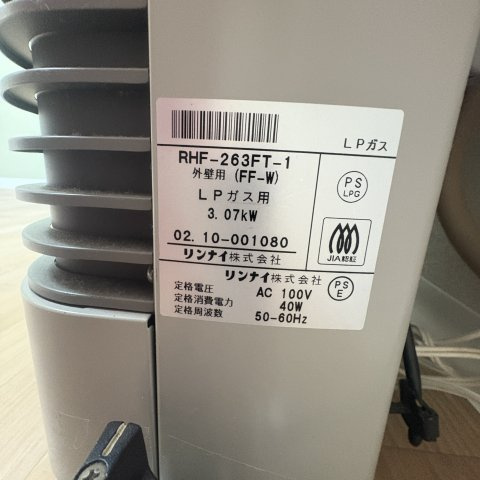 LPガス
RHF-263FT-1
外壁用 (FF-W)
LPガス用
3.07kW
02.10-001080
リンナイ株式会社
PS
LPG
JIA認証
リンナイ株式会社
定格電圧 AC 100V
定格消費電力 40W
定格周波数 50-60Hz
PS
E